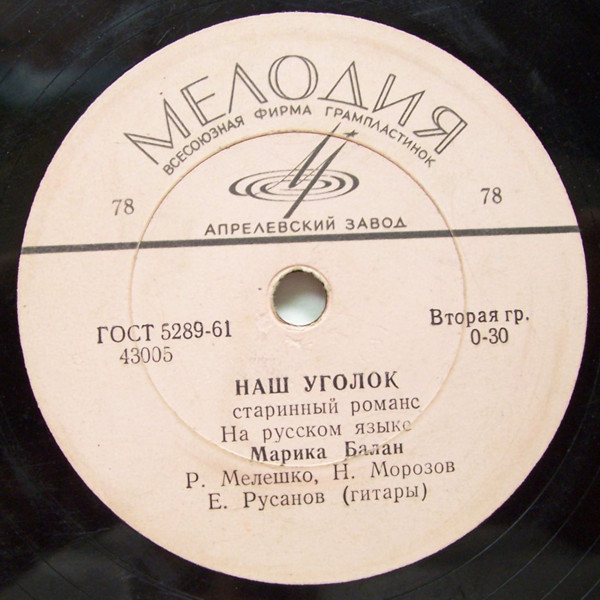 МЕЛОДИЯ
ВСЕСОЮЗНАЯ ФИРМА ГРАМПЛАСТИНОК
78
78
АПРЕЛЕВСКИЙ ЗАВОД
ГОСТ 5289-61
43005
Вторая гр.
0-30
НАШ УГОЛОК
старинный романс
На русском языке
Марика Балан
Р. Мелешко, Н. Морозов
Е. Русанов (гитары)